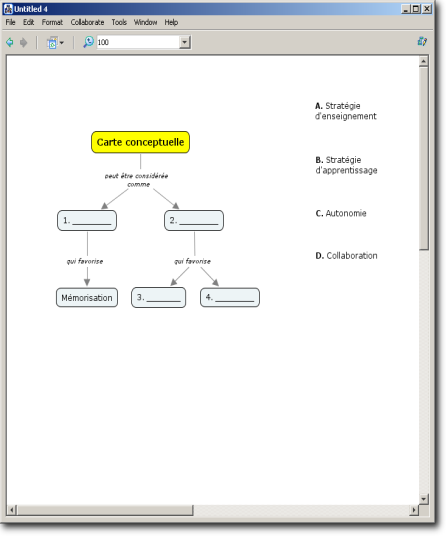 Untitled 4
File Edit Format Collaborate Tools Window Help
100
A. Stratégie
d'enseignement
Carte conceptuelle
B. Stratégie
d'apprentissage
peut être considérée
comme
1. ________
2. ________
C. Autonomie
qui favorise
qui favorise
D. Collaboration
Mémorisation
3. ________
4. ________